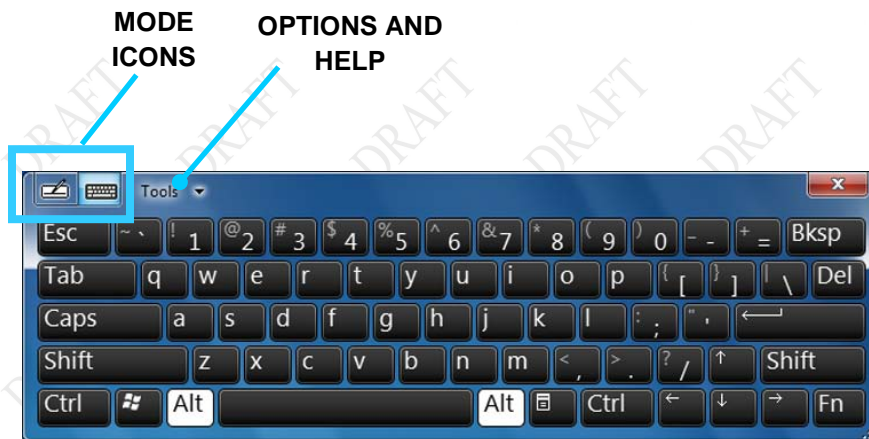 MODE
ICONS
OPTIONS AND
HELP
DRAFT DRAFT DRAFT DRAFT DRAFT
Tools x
Esc ~ ` ! 1 @ 2 # 3 $ 4 % 5 ^ 6 & 7 * 8 ( 9 ) 0 - - + = Bksp
Tab q w e r t y u i o p { [ } ] | \ Del
Caps a s d f g h j k l : ; " '
Shift z x c v b n m < , > . ? / ↑ Shift
Ctrl Alt Alt Ctrl ← ↓ → Fn